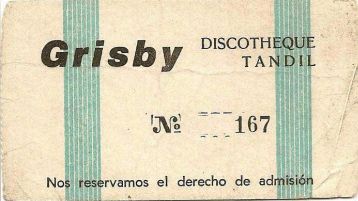 Grisby DISCOTHEQUE
TANDIL
№ 167
Nos reservamos el derecho de admisión